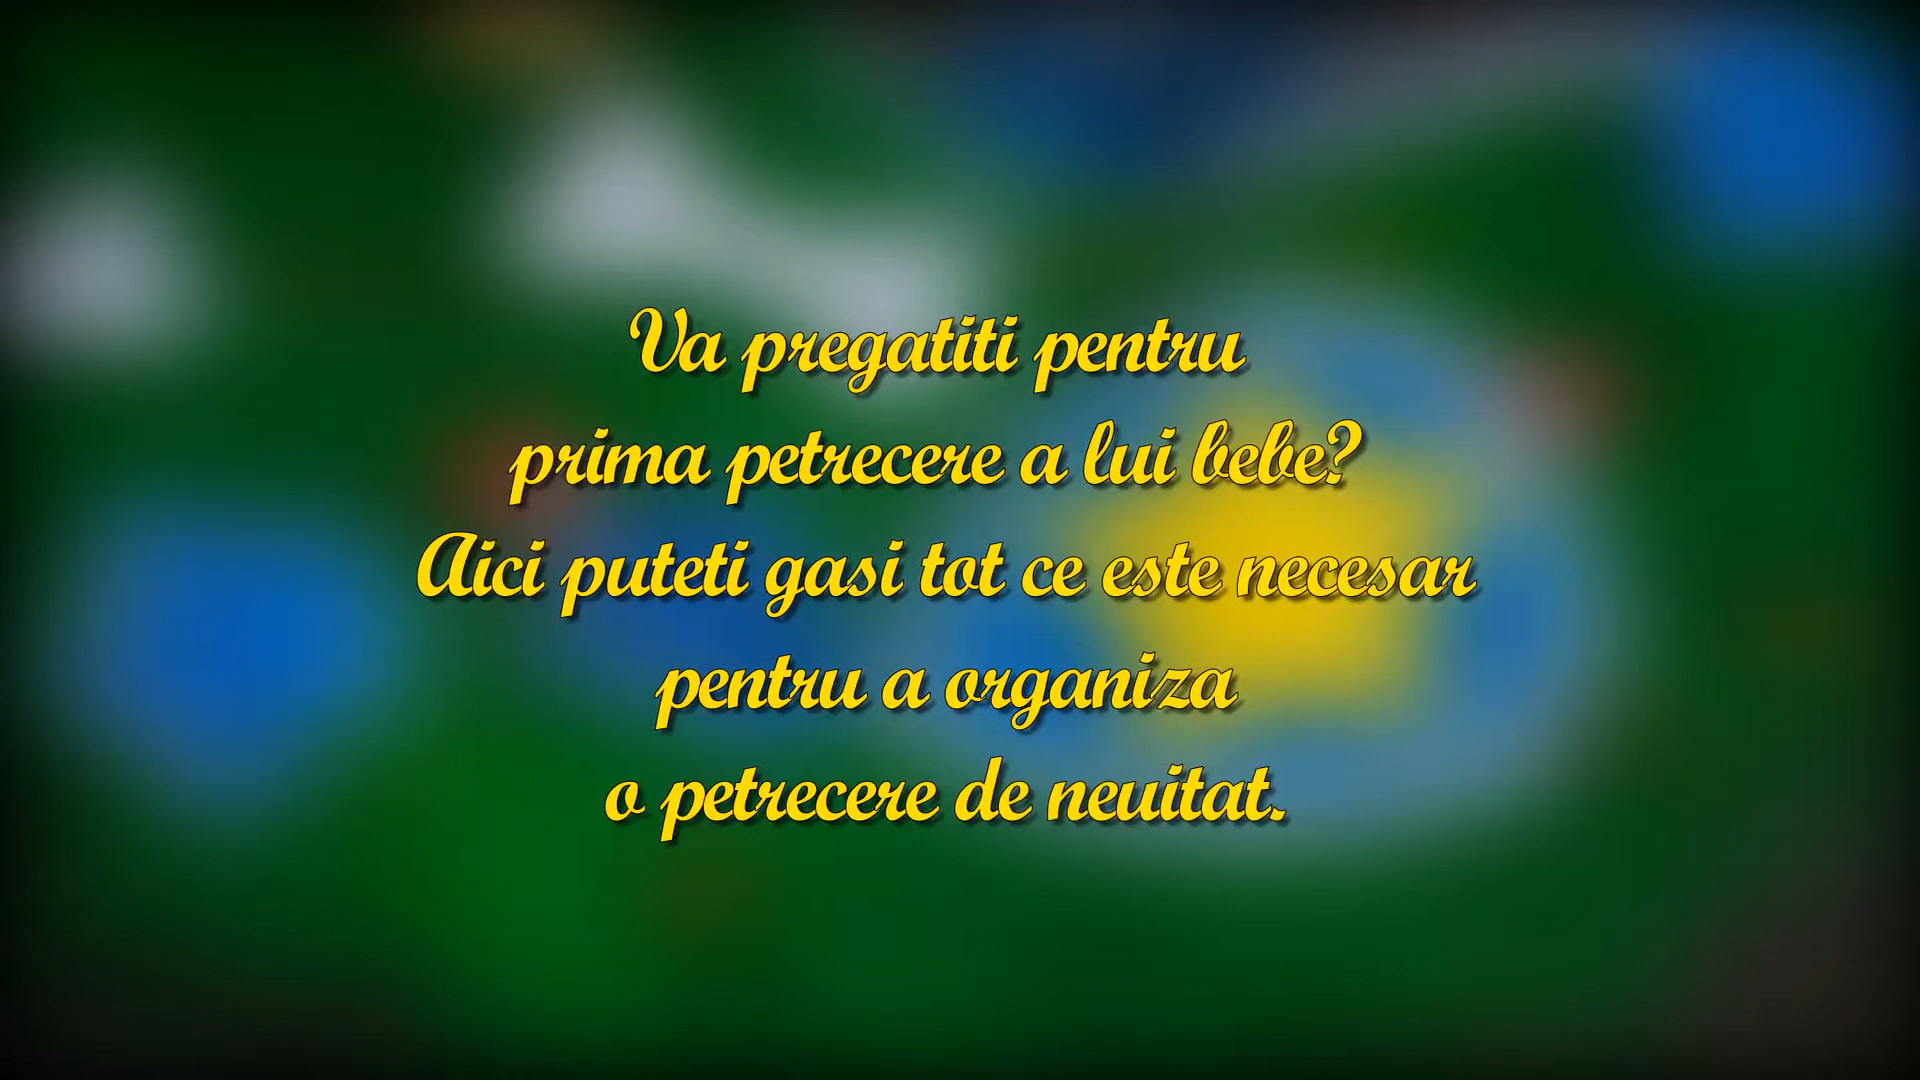 Va pregatiti pentru
prima petrecere a lui bebe?
Aici puteti gasi tot ce este necesar
pentru a organiza
o petrecere de neuitat.